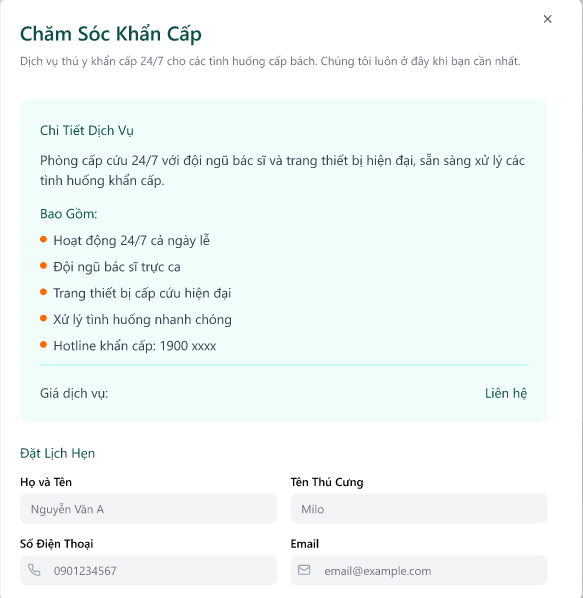 Chăm Sóc Khẩn Cấp
Dịch vụ thú y khẩn cấp 24/7 cho các tình huống cấp bách. Chúng tôi luôn ở đây khi bạn cần nhất.
Chi Tiết Dịch Vụ
Phòng cấp cứu 24/7 với đội ngũ bác sĩ và trang thiết bị hiện đại, sẵn sàng xử lý các
tình huống khẩn cấp.
Bao Gồm:
Hoạt động 24/7 cả ngày lễ
Đội ngũ bác sĩ trực ca
Trang thiết bị cấp cứu hiện đại
Xử lý tình huống nhanh chóng
Hotline khẩn cấp: 1900 xxxx
Giá dịch vụ: Liên hệ
Đặt Lịch Hẹn
Họ và Tên Tên Thú Cưng
Nguyễn Văn A Milo
Số Điện Thoại Email
0901234567 email@example.com